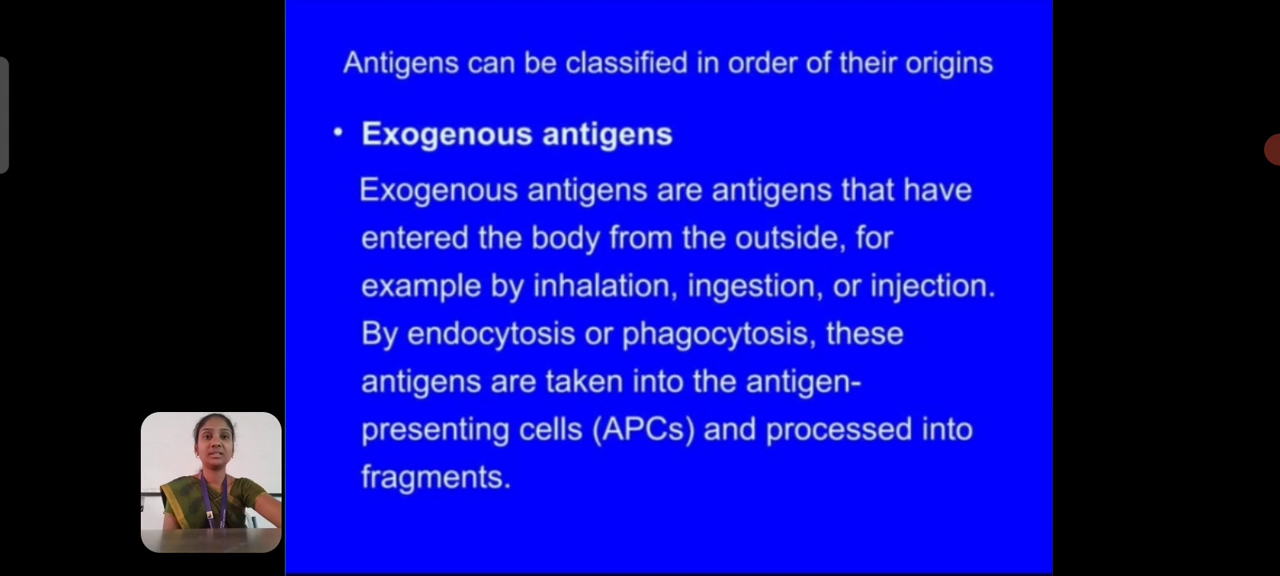 Antigens can be classified in order of their origins
• Exogenous antigens
Exogenous antigens are antigens that have
entered the body from the outside, for
example by inhalation, ingestion, or injection.
By endocytosis or phagocytosis, these
antigens are taken into the antigen-
presenting cells (APCs) and processed into
fragments.